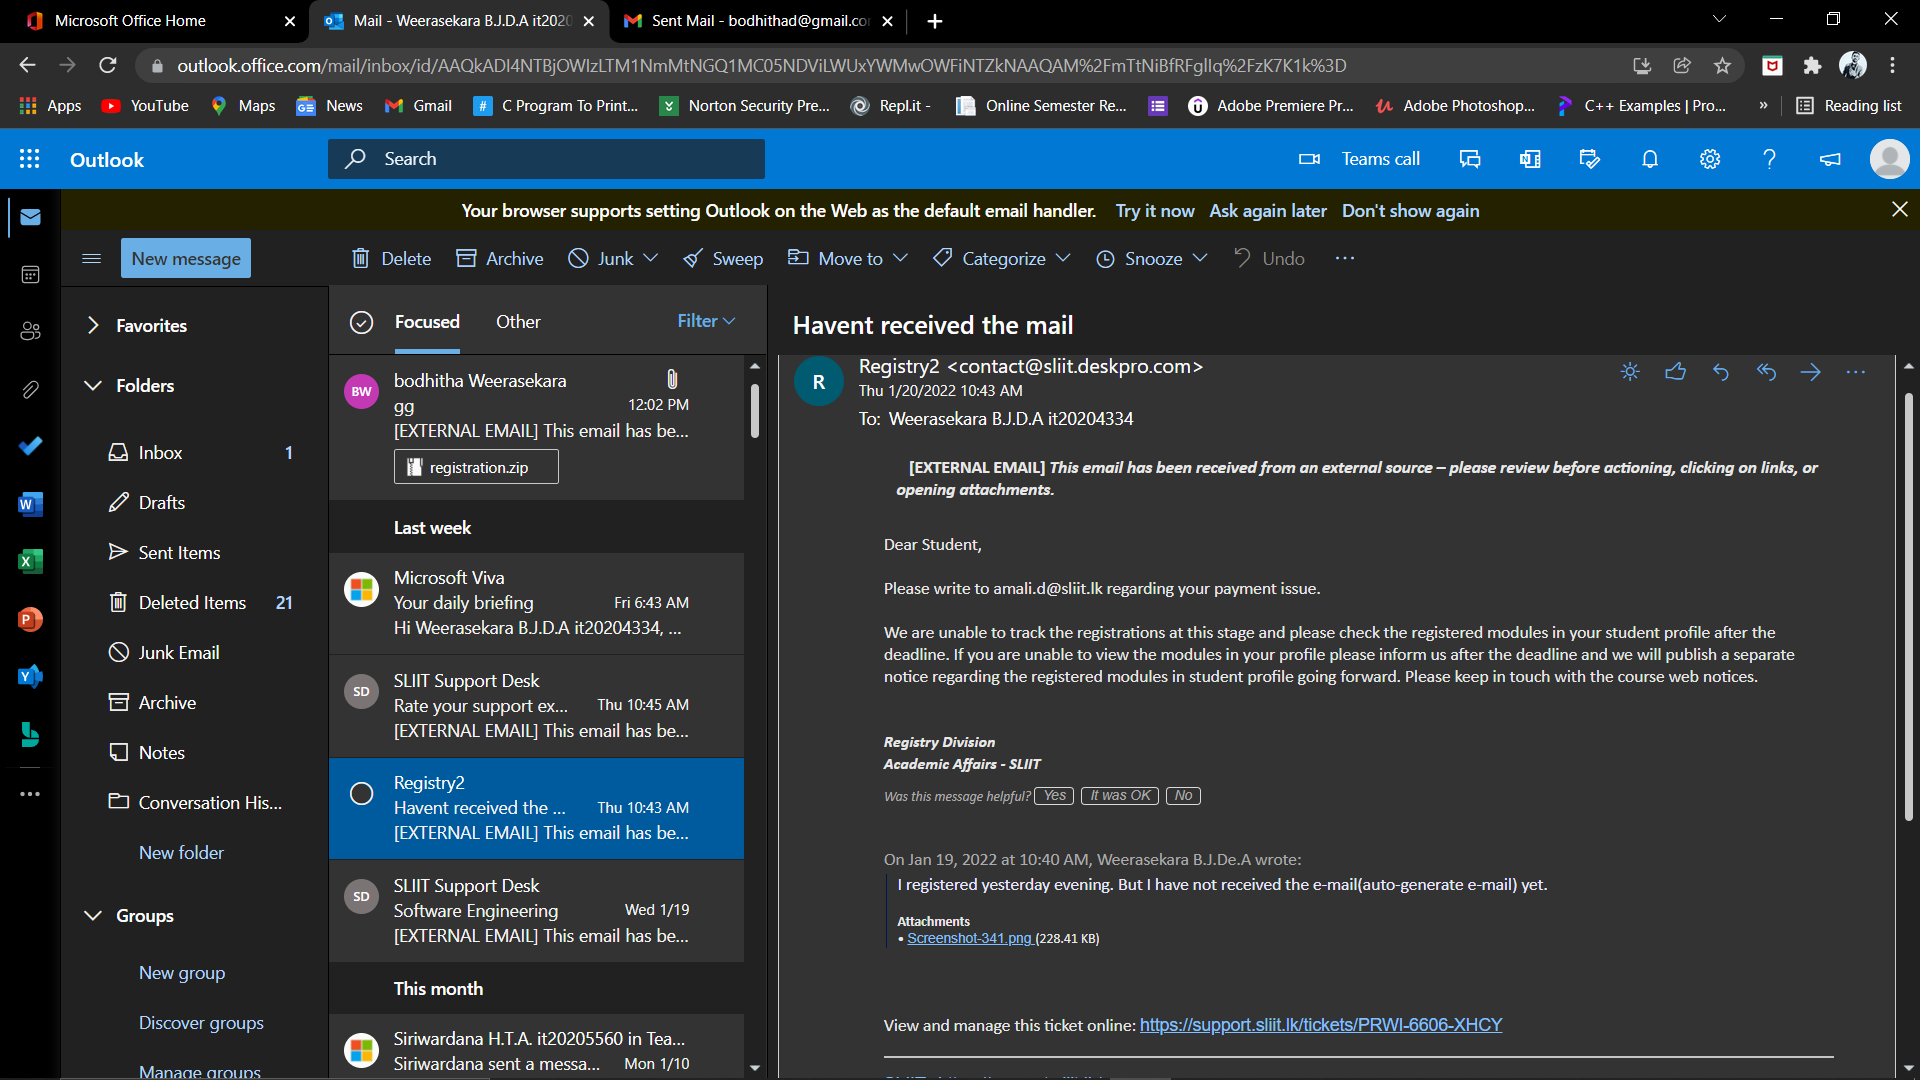 Microsoft Office Home
Mail - Weerasekara B.J.D.A it2020
Sent Mail - bodhithad@gmail.co
outlook.office.com/mail/inbox/id/AAQkADI4NTBjOWIzLTM1NmMtNGQ1MC05NDViLWUxYWMwOWFiNTZkNAAQAM%2FmTtNiBfRFglIq%2FzK7K1k%3D
Apps
YouTube
Maps
News
Gmail
C Program To Print...
Norton Security Pre...
Repl.it -
Online Semester Re...
Adobe Premiere Pr...
Adobe Photoshop...
C++ Examples | Pro...
»
Reading list
Outlook
Search
Teams call
Your browser supports setting Outlook on the Web as the default email handler. Try it now Ask again later Don't show again
New message
Delete
Archive
Junk
Sweep
Move to
Categorize
Snooze
Undo
Favorites
Folders
Inbox 1
Drafts
Sent Items
Deleted Items 21
Junk Email
Archive
Notes
Conversation His...
New folder
Groups
New group
Discover groups
Manage groups
Focused
Other
Filter
BW
bodhitha Weerasekara
gg 12:02 PM
[EXTERNAL EMAIL] This email has be...
registration.zip
Last week
Microsoft Viva
Your daily briefing Fri 6:43 AM
Hi Weerasekara B.J.D.A it20204334, ...
SD
SLIIT Support Desk
Rate your support ex... Thu 10:45 AM
[EXTERNAL EMAIL] This email has be...
Registry2
Havent received the ... Thu 10:43 AM
[EXTERNAL EMAIL] This email has be...
SD
SLIIT Support Desk
Software Engineering Wed 1/19
[EXTERNAL EMAIL] This email has be...
This month
Siriwardana H.T.A. it20205560 in Tea...
Siriwardana sent a messa... Mon 1/10
Havent received the mail
R
Registry2 <contact@sliit.deskpro.com>
Thu 1/20/2022 10:43 AM
To: Weerasekara B.J.D.A it20204334
[EXTERNAL EMAIL] This email has been received from an external source – please review before actioning, clicking on links, or
opening attachments.
Dear Student,
Please write to amali.d@sliit.lk regarding your payment issue.
We are unable to track the registrations at this stage and please check the registered modules in your student profile after the
deadline. If you are unable to view the modules in your profile please inform us after the deadline and we will publish a separate
notice regarding the registered modules in student profile going forward. Please keep in touch with the course web notices.
Registry Division
Academic Affairs - SLIIT
Was this message helpful? Yes It was OK No
On Jan 19, 2022 at 10:40 AM, Weerasekara B.J.De.A wrote:
I registered yesterday evening. But I have not received the e-mail(auto-generate e-mail) yet.
Attachments
• Screenshot-341.png (228.41 KB)
View and manage this ticket online: https://support.sliit.lk/tickets/PRWI-6606-XHCY